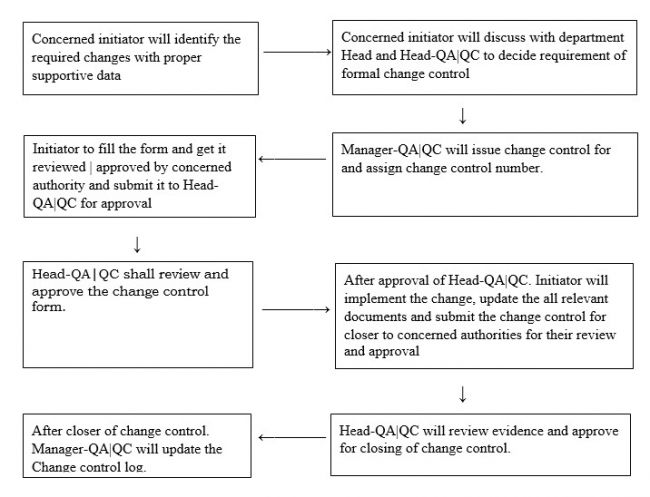 Concerned initiator will identify the
required changes with proper
supportive data
Concerned initiator will discuss with department
Head and Head-QA|QC to decide requirement of
formal change control
Manager-QA|QC will issue change control for
and assign change control number.
Initiator to fill the form and get it
reviewed | approved by concerned
authority and submit it to Head-
QA|QC for approval
Head-QA|QC shall review and
approve the change control
form.
After approval of Head-QA|QC. Initiator will
implement the change, update the all relevant
documents and submit the change control for
closer to concerned authorities for their review
and approval
Head-QA|QC will review evidence and approve
for closing of change control.
After closer of change control.
Manager-QA|QC will update the
Change control log.